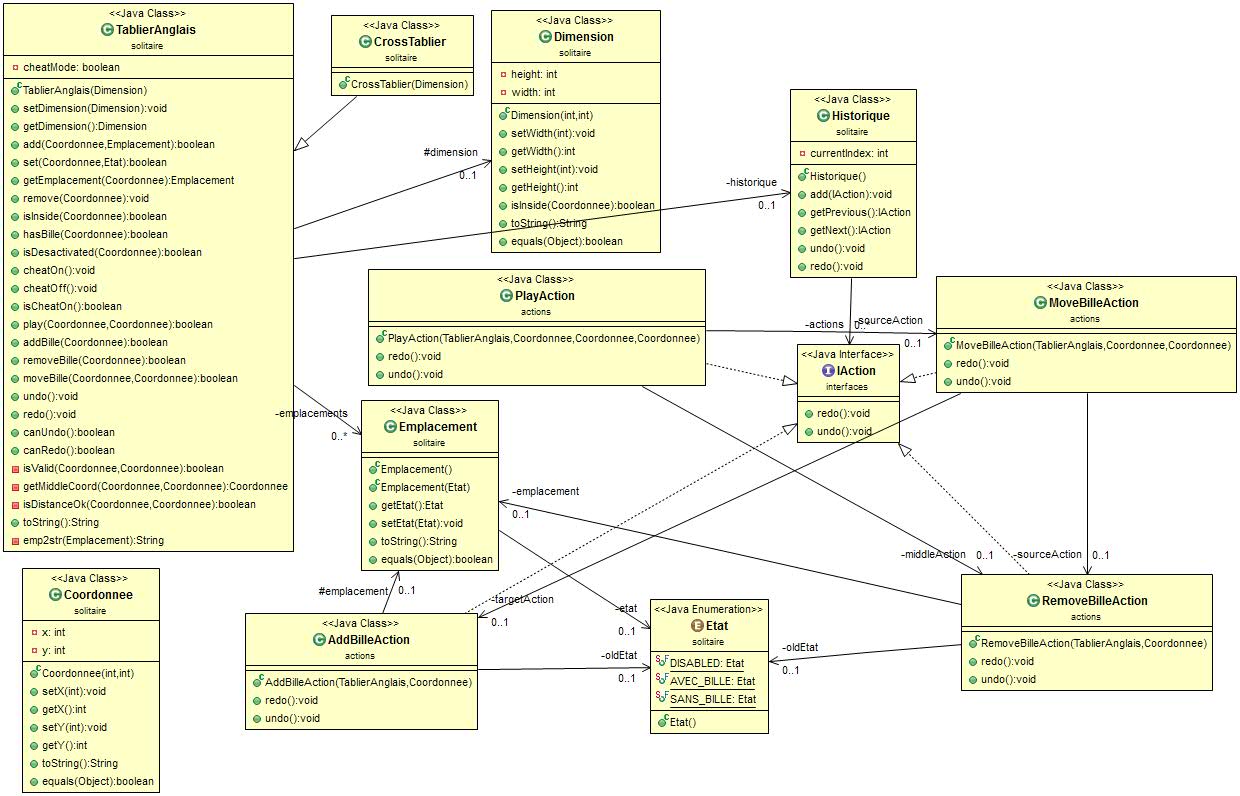 <<Java Class>>
TablierAnglais
solitaire
cheatMode: boolean
TablierAnglais(Dimension)
setDimension(Dimension):void
getDimension():Dimension
add(Coordonnee,Emplacement):boolean
set(Coordonnee,Etat):boolean
getEmplacement(Coordonnee):Emplacement
remove(Coordonnee):void
isInside(Coordonnee):boolean
hasBille(Coordonnee):boolean
isDesactivated(Coordonnee):boolean
cheatOn():void
cheatOff():void
isCheatOn():boolean
play(Coordonnee,Coordonnee):boolean
addBille(Coordonnee):boolean
removeBille(Coordonnee):boolean
moveBille(Coordonnee,Coordonnee):boolean
undo():void
redo():void
canUndo():boolean
canRedo():boolean
isValid(Coordonnee,Coordonnee):boolean
getMiddleCoord(Coordonnee,Coordonnee):Coordonnee
isDistanceOk(Coordonnee,Coordonnee):boolean
toString():String
emp2str(Emplacement):String
<<Java Class>>
CrossTablier
solitaire
CrossTablier(Dimension)
<<Java Class>>
Dimension
solitaire
height: int
width: int
Dimension(int,int)
setWidth(int):void
getWidth():int
setHeight(int):void
getHeight():int
isInside(Coordonnee):boolean
toString():String
equals(Object):boolean
#dimension
0..1
-historique
0..1
<<Java Class>>
Historique
solitaire
currentIndex: int
Historique()
add(IAction):void
getPrevious():IAction
getNext():IAction
undo():void
redo():void
<<Java Class>>
PlayAction
actions
PlayAction(TablierAnglais,Coordonnee,Coordonnee,Coordonnee)
redo():void
undo():void
-actions
0..*
-sourceAction
0..1
<<Java Class>>
MoveBilleAction
actions
MoveBilleAction(TablierAnglais,Coordonnee,Coordonnee)
redo():void
undo():void
<<Java Interface>>
IAction
interfaces
redo():void
undo():void
-emplacements
0..*
<<Java Class>>
Emplacement
solitaire
Emplacement()
Emplacement(Etat)
getEtat():Etat
setEtat(Etat):void
toString():String
equals(Object):boolean
-emplacement
0..1
-middleAction
0..1
-sourceAction
0..1
<<Java Class>>
Coordonnee
solitaire
x: int
y: int
Coordonnee(int,int)
setX(int):void
getX():int
setY(int):void
getY():int
toString():String
equals(Object):boolean
#emplacement
0..1
<<Java Class>>
AddBilleAction
actions
AddBilleAction(TablierAnglais,Coordonnee)
redo():void
undo():void
-targetAction
0..1
-etat
0..1
-oldEtat
0..1
<<Java Enumeration>>
Etat
solitaire
DISABLED: Etat
AVEC_BILLE: Etat
SANS_BILLE: Etat
Etat()
-oldEtat
0..1
<<Java Class>>
RemoveBilleAction
actions
RemoveBilleAction(TablierAnglais,Coordonnee)
redo():void
undo():void